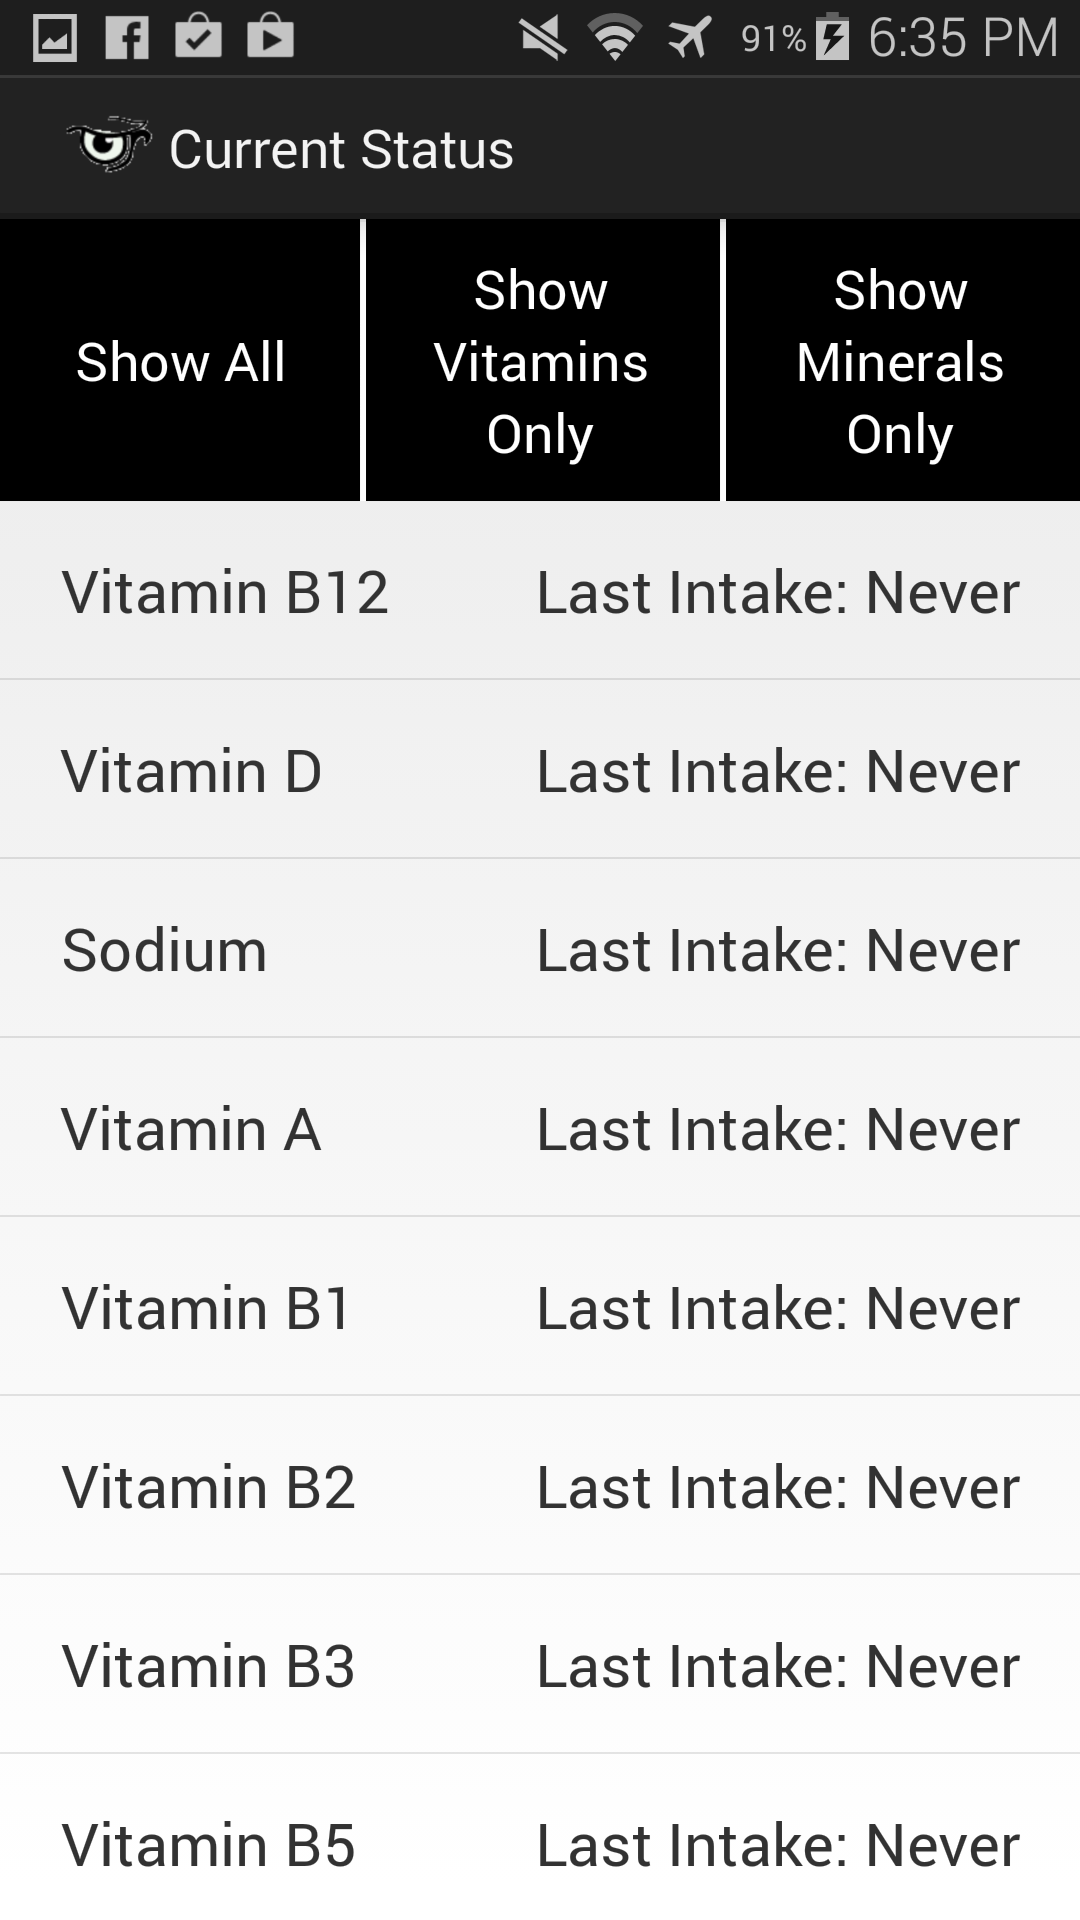 91% 6:35 PM
Current Status
Show All
Show
Vitamins
Only
Show
Minerals
Only
Vitamin B12 Last Intake: Never
Vitamin D Last Intake: Never
Sodium Last Intake: Never
Vitamin A Last Intake: Never
Vitamin B1 Last Intake: Never
Vitamin B2 Last Intake: Never
Vitamin B3 Last Intake: Never
Vitamin B5 Last Intake: Never